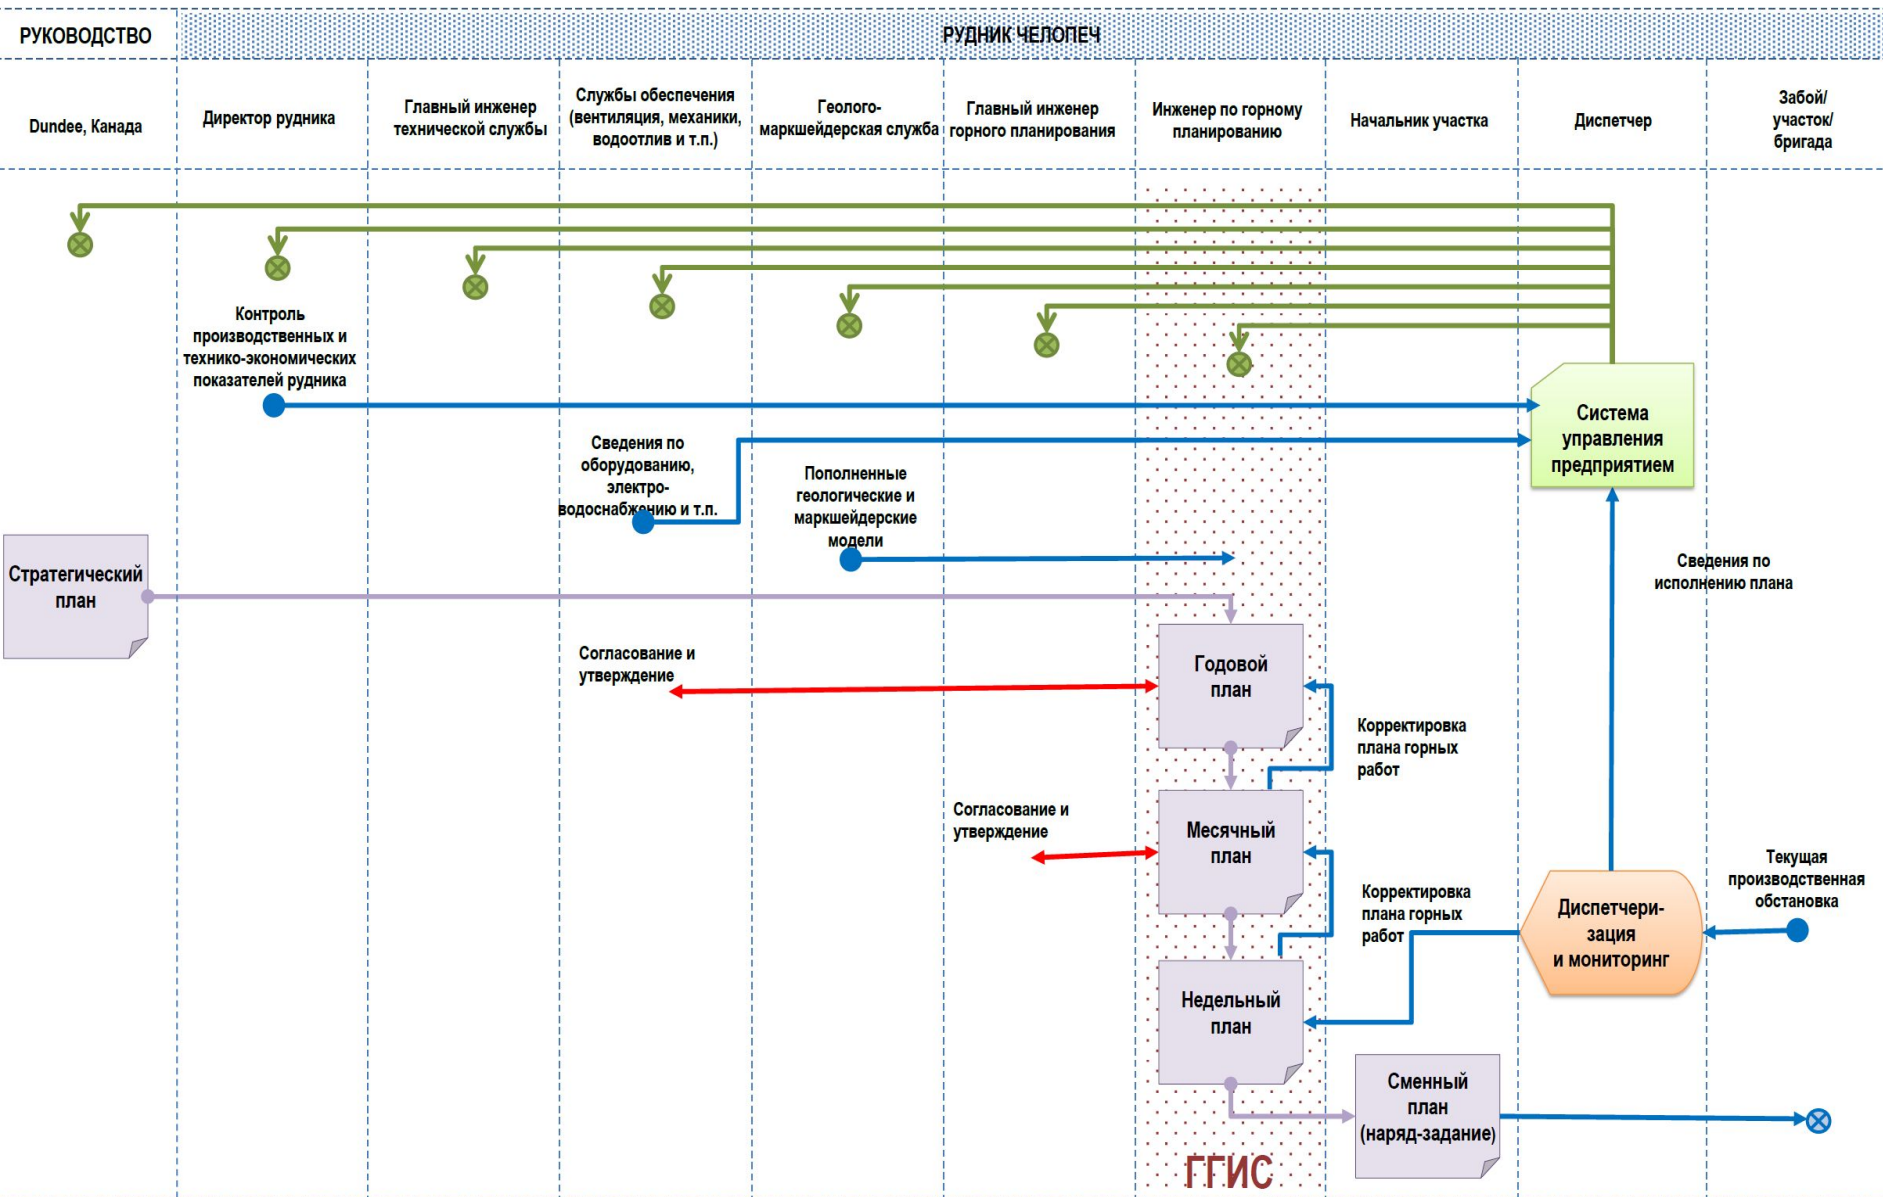 РУКОВОДСТВО
РУДНИК ЧЕЛОПЕЧ
Dundee, Канада
Директор рудника
Главный инженер
технической службы
Службы обеспечения
(вентиляция, механики,
водоотлив и т.п.)
Геолого-
маркшейдерская служба
Главный инженер
горного планирования
Инженер по горному
планированию
Начальник участка
Диспетчер
Забой/
участок/
бригада
Контроль
производственных и
технико-экономических
показателей рудника
Система
управления
предприятием
Сведения по
оборудованию,
электро-
водоснабжению и т.п.
Пополненные
геологические и
маркшейдерские
модели
Сведения по
исполнению плана
Стратегический
план
Согласование и
утверждение
Годовой
план
Корректировка
плана горных
работ
Согласование и
утверждение
Месячный
план
Корректировка
плана горных
работ
Диспетчери-
зация
и мониторинг
Текущая
производственная
обстановка
Недельный
план
Сменный
план
(наряд-задание)
ГГИС